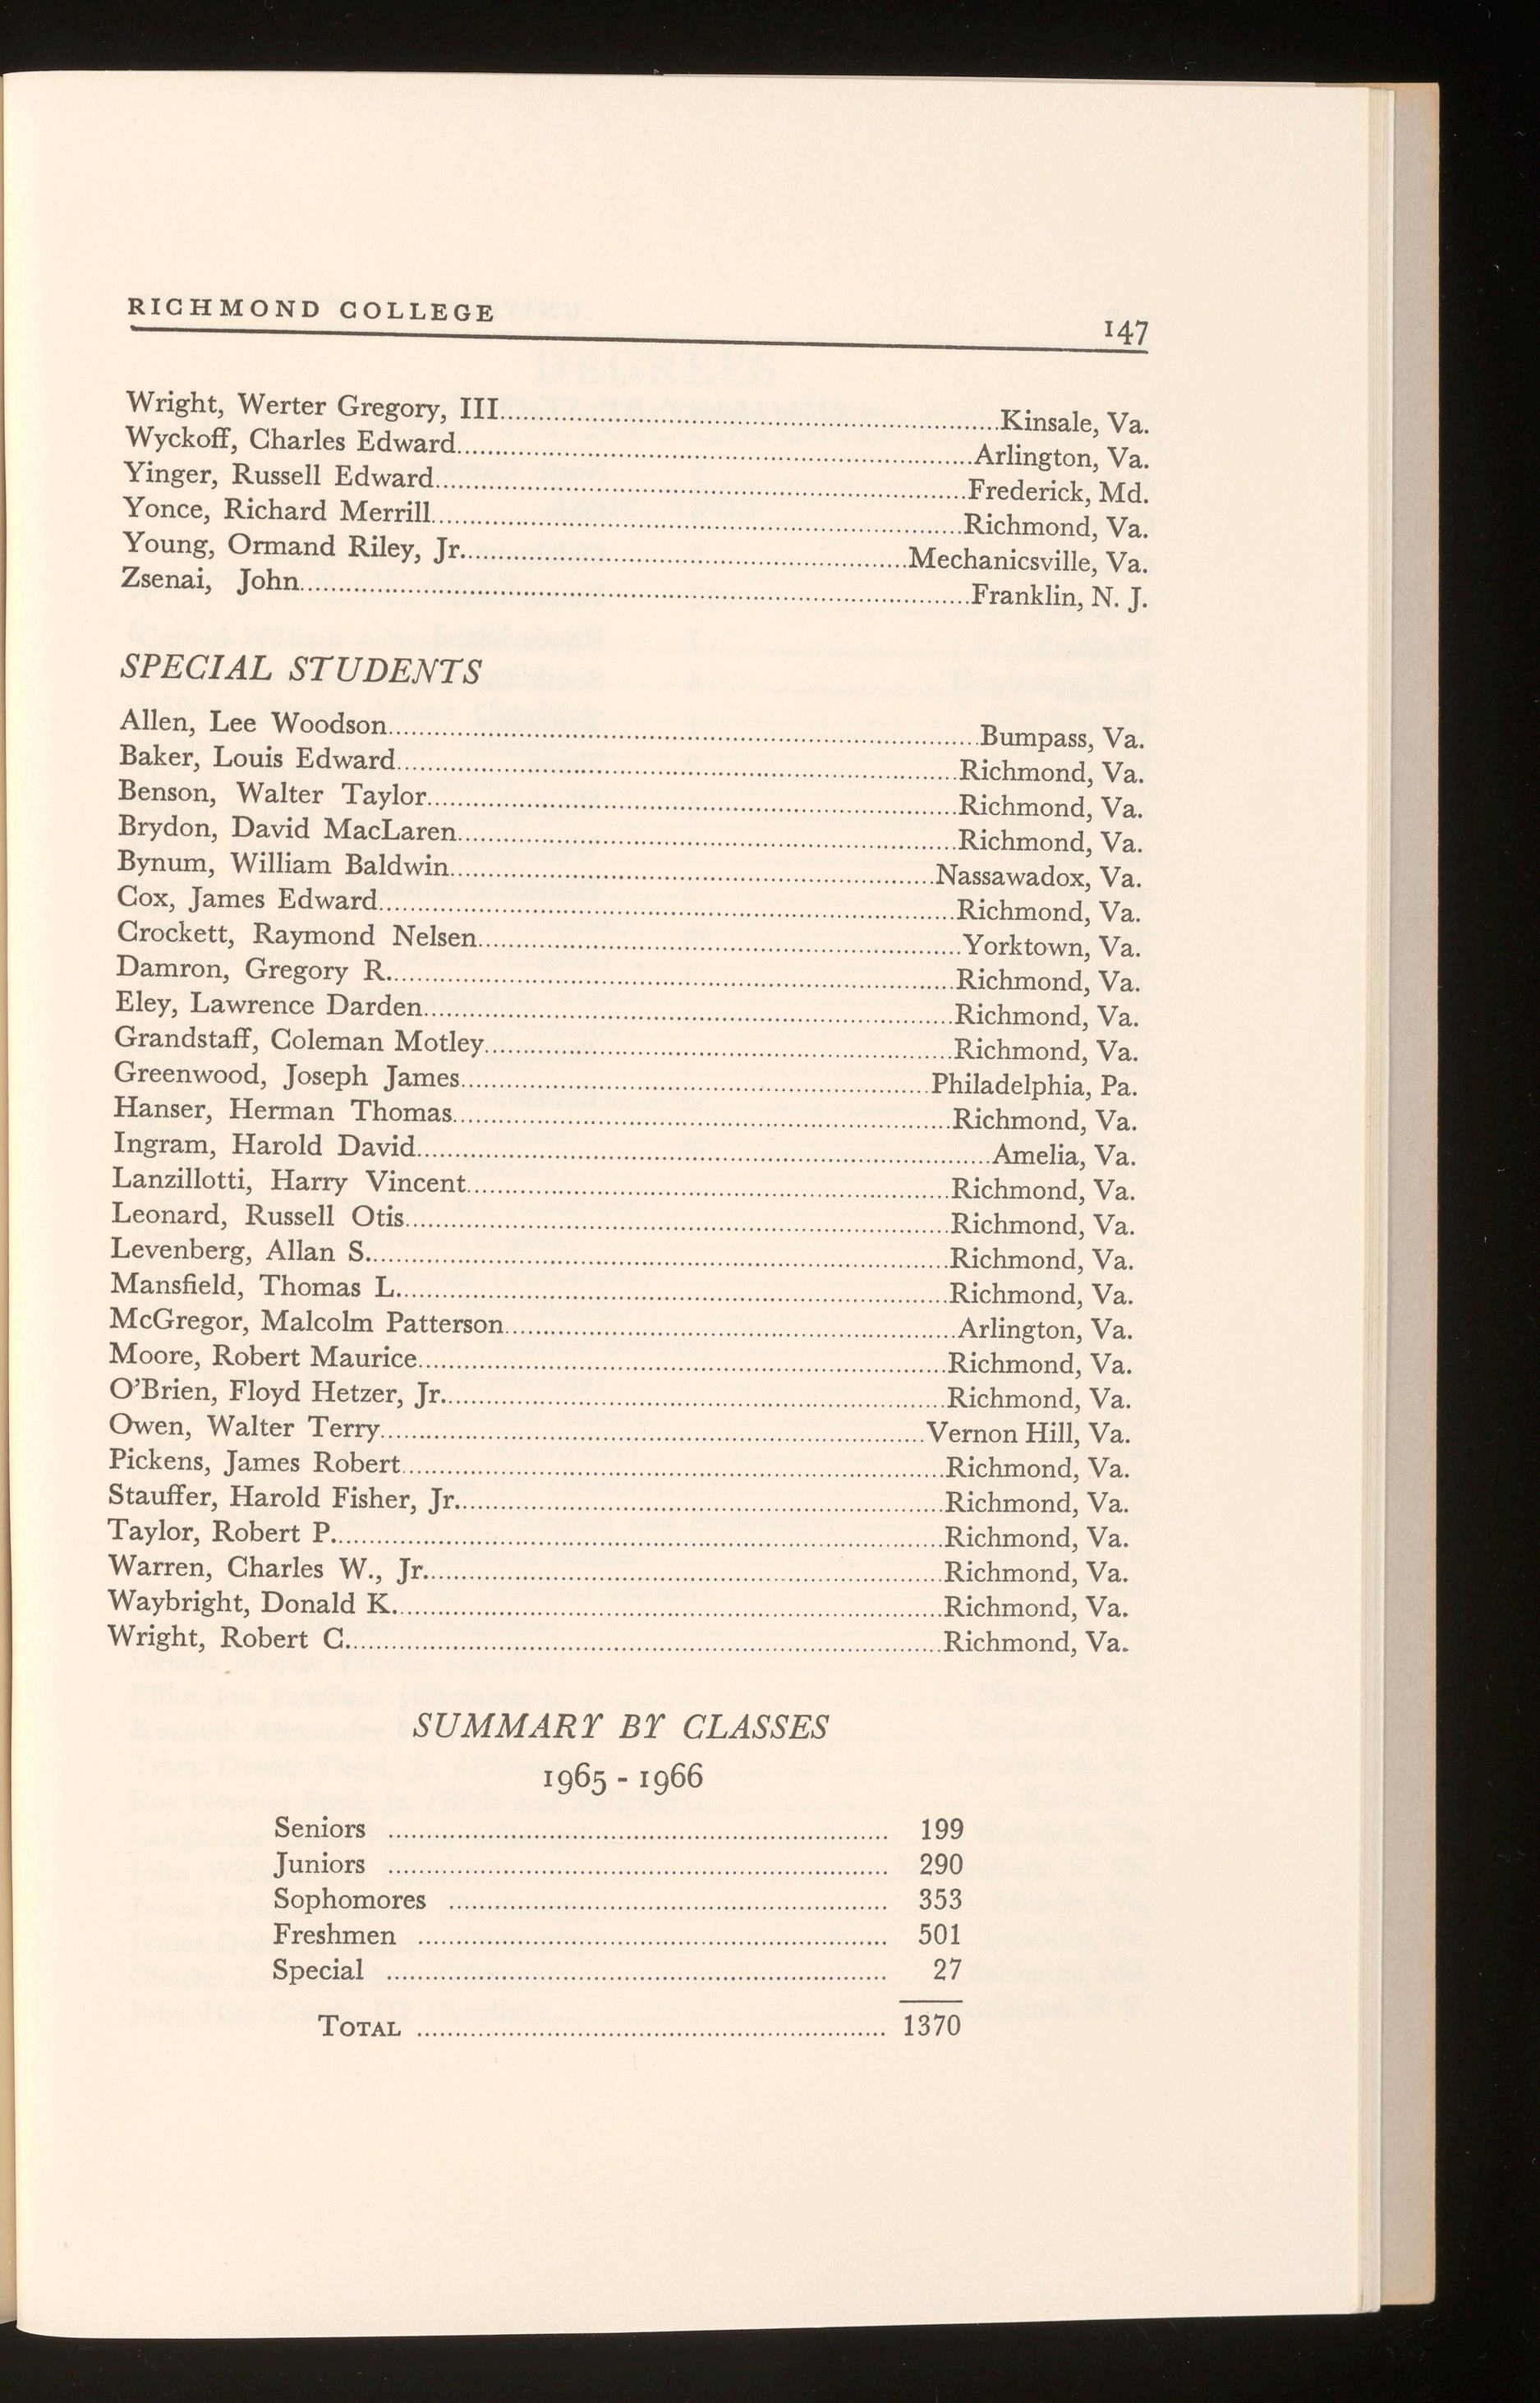 RICHMOND COLLEGE 147
Wright, Werter Gregory, III........Kinsale, Va.
Wyckoff, Charles Edward........Arlington, Va.
Yinger, Russell Edward........Frederick, Md.
Yonce, Richard Merrill........Richmond, Va.
Young, Ormand Riley, Jr.........Mechanicsville, Va.
Zsenai, John........Franklin, N. J.
SPECIAL STUDENTS
Allen, Lee Woodson........Bumpass, Va.
Baker, Louis Edward........Richmond, Va.
Benson, Walter Taylor........Richmond, Va.
Brydon, David MacLaren........Richmond, Va.
Bynum, William Baldwin........Nassawadox, Va.
Cox, James Edward........Richmond, Va.
Crockett, Raymond Nelsen........Yorktown, Va.
Damron, Gregory R.........Richmond, Va.
Eley, Lawrence Darden........Richmond, Va.
Grandstaff, Coleman Motley........Richmond, Va.
Greenwood, Joseph James........Philadelphia, Pa.
Hanser, Herman Thomas........Richmond, Va.
Ingram, Harold David........Amelia, Va.
Lanzillotti, Harry Vincent........Richmond, Va.
Leonard, Russell Otis........Richmond, Va.
Levenberg, Allan S.........Richmond, Va.
Mansfield, Thomas L.........Richmond, Va.
McGregor, Malcolm Patterson........Arlington, Va.
Moore, Robert Maurice........Richmond, Va.
O'Brien, Floyd Hetzer, Jr.........Richmond, Va.
Owen, Walter Terry........Vernon Hill, Va.
Pickens, James Robert........Richmond, Va.
Stauffer, Harold Fisher, Jr.........Richmond, Va.
Taylor, Robert P.........Richmond, Va.
Warren, Charles W., Jr.........Richmond, Va.
Waybright, Donald K.........Richmond, Va.
Wright, Robert C.........Richmond, Va.
SUMMARY BY CLASSES
1965 - 1966
Seniors ........ 199
Juniors ........ 290
Sophomores ........ 353
Freshmen ........ 501
Special ........ 27
TOTAL ........ 1370